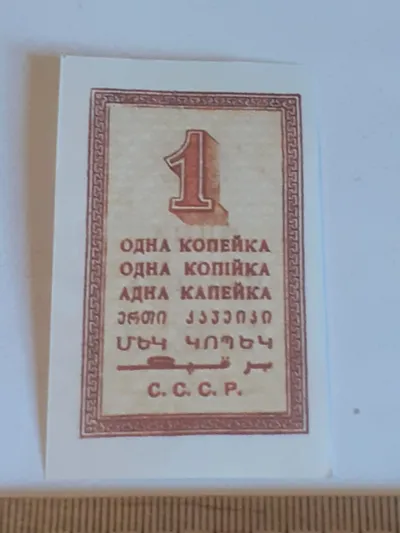 1
ОДНА КОПЕЙКА
ОДНА КОПІЙКА
АДНА КАПЕЙКА
ერთი კაპეიკი
ՄԵԿ ԿՈՊԵԿ
С. С. С. Р.